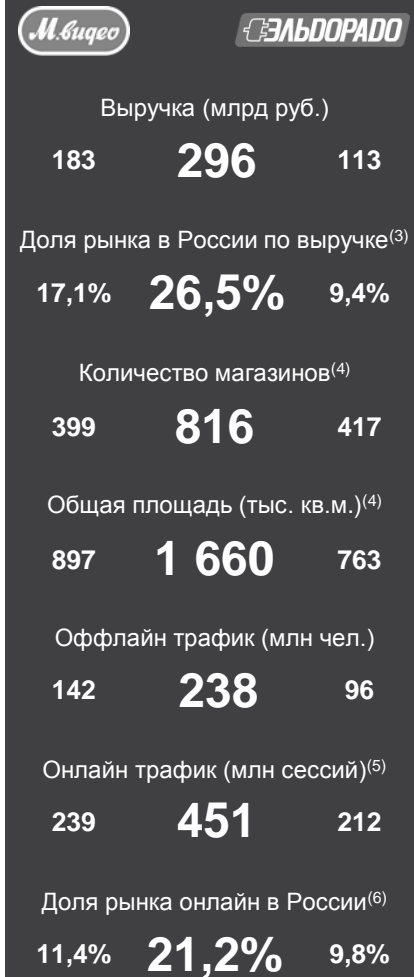 М.видео ЭЛЬДОРАДО
Выручка (млрд руб.)
183 296 113
Доля рынка в России по выручке(3)
17,1% 26,5% 9,4%
Количество магазинов(4)
399 816 417
Общая площадь (тыс. кв.м.)(4)
897 1 660 763
Оффлайн трафик (млн чел.)
142 238 96
Онлайн трафик (млн сессий)(5)
239 451 212
Доля рынка онлайн в России(6)
11,4% 21,2% 9,8%